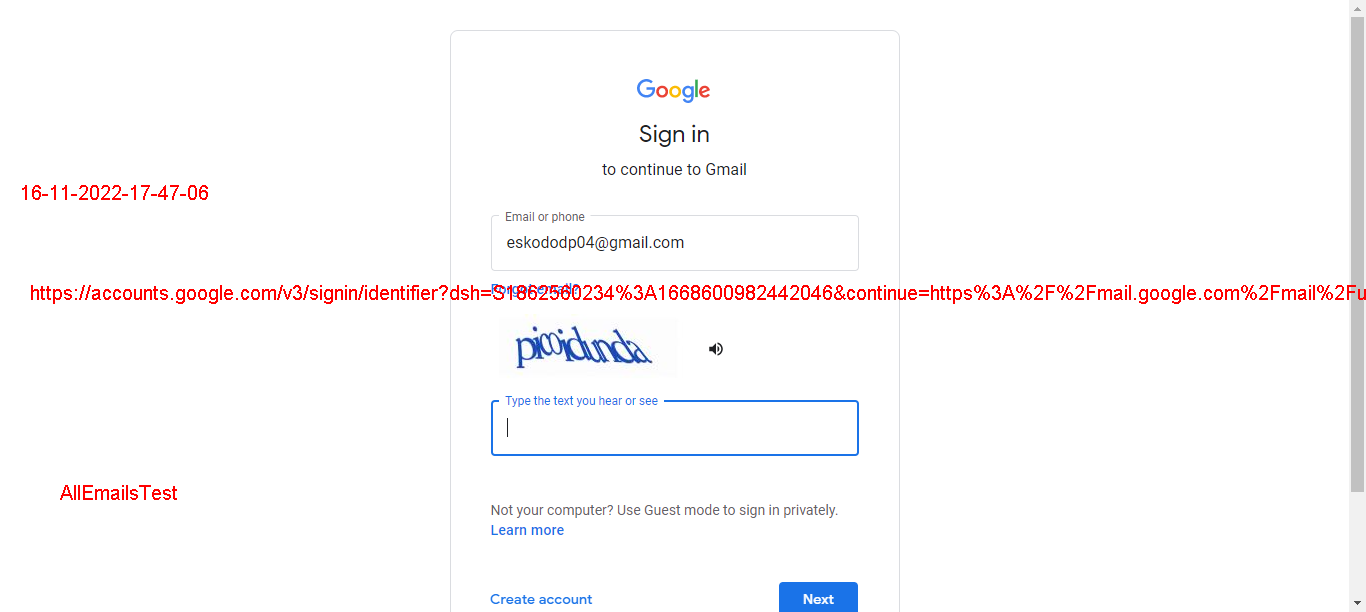 Google
Sign in
to continue to Gmail
16-11-2022-17-47-06
Email or phone
eskododp04@gmail.com
Forgot email?
https://accounts.google.com/v3/signin/identifier?dsh=S1862560234%3A1668600982442046&continue=https%3A%2F%2Fmail.google.com%2Fmail%2Fu
Type the text you hear or see
AllEmailsTest
Not your computer? Use Guest mode to sign in privately.
Learn more
Create account
Next